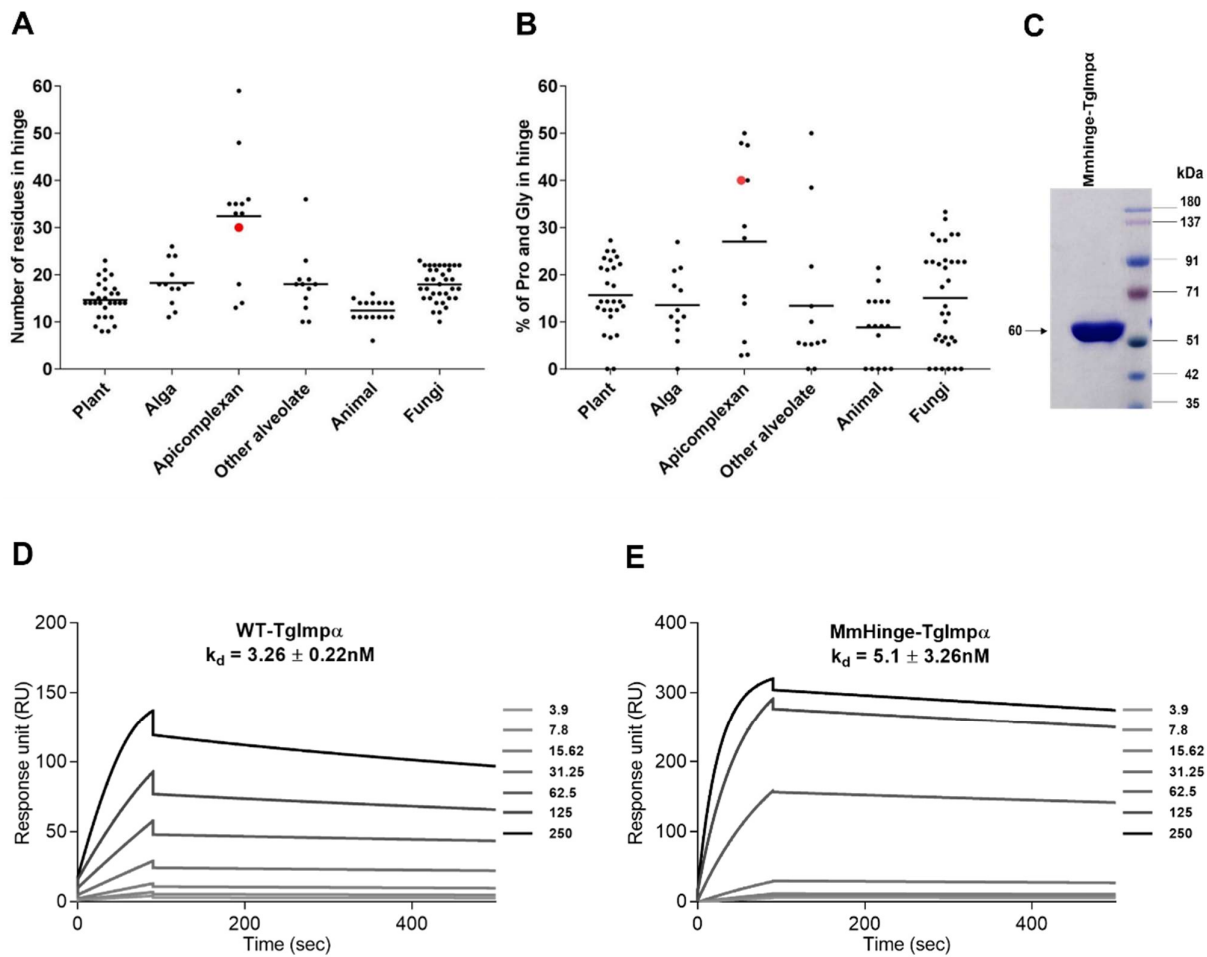 A
Number of residues in hinge
60
50
40
30
20
10
0
Plant
Alga
Apicomplexan
Other alveolate
Animal
Fungi
B
% of Pro and Gly in hinge
60
50
40
30
20
10
0
Plant
Alga
Apicomplexan
Other alveolate
Animal
Fungi
C
Mmhinge-TgImpα
kDa
180
137
91
71
60
51
42
35
D
WT-TgImpα
kd = 3.26 ± 0.22nM
Response unit (RU)
200
150
100
50
0
0 200 400
Time (sec)
3.9
7.8
15.62
31.25
62.5
125
250
E
MmHinge-TgImpα
kd = 5.1 ± 3.26nM
Response unit (RU)
400
300
200
100
0
0 200 400
Time (sec)
3.9
7.8
15.62
31.25
62.5
125
250